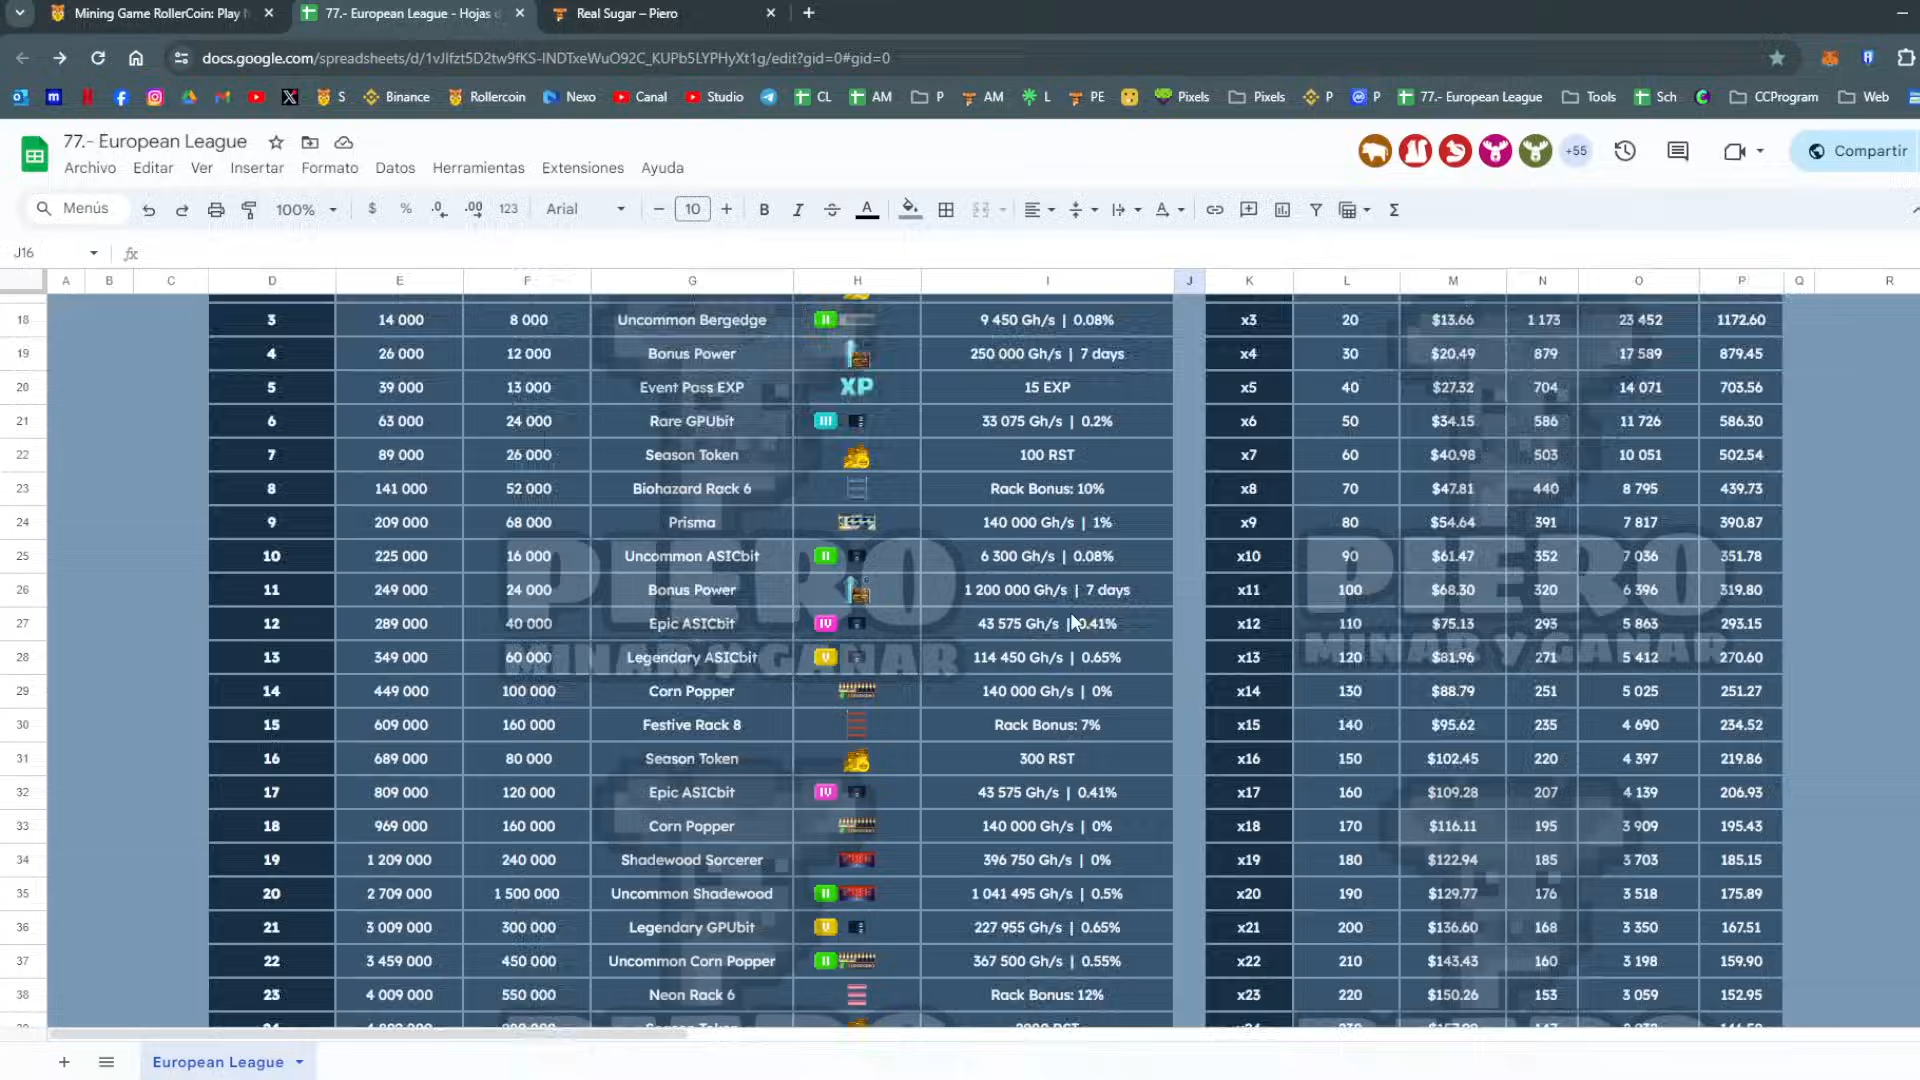 Mining Game RollerCoin: Play
77.- European League - Hojas d
Real Sugar – Piero
docs.google.com/spreadsheets/d/1vJlfzt5D2tw9fKS-INDTxeWuO92C_KUPb5LYPHyXt1g/edit?gid=0#gid=0
S Binance Rollercoin Nexo Canal Studio CL AM P AM L PE Pixels Pixels P P 77.- European League Tools Sch CCProgram Web
77.- European League
+55
Compartir
Archivo Editar Ver Insertar Formato Datos Herramientas Extensiones Ayuda
Menús 100% $ % .0 .00 123 Arial 10 B I A Σ
J16 fx
A B C D E F G H I J K L M N O P Q R
18 3 14 000 8 000 Uncommon Bergedge II 9 450 Gh/s | 0.08% x3 20 $13.66 1 173 23 452 1172.60
19 4 26 000 12 000 Bonus Power 250 000 Gh/s | 7 days x4 30 $20.49 879 17 589 879.45
20 5 39 000 13 000 Event Pass EXP XP 15 EXP x5 40 $27.32 704 14 071 703.56
21 6 63 000 24 000 Rare GPUbit III 33 075 Gh/s | 0.2% x6 50 $34.15 586 11 726 586.30
22 7 89 000 26 000 Season Token 100 RST x7 60 $40.98 503 10 051 502.54
23 8 141 000 52 000 Biohazard Rack 6 Rack Bonus: 10% x8 70 $47.81 440 8 795 439.73
24 9 209 000 68 000 Prisma 140 000 Gh/s | 1% x9 80 $54.64 391 7 817 390.87
25 10 225 000 16 000 Uncommon ASICbit II 6 300 Gh/s | 0.08% x10 90 $61.47 352 7 036 351.78
26 11 249 000 24 000 Bonus Power 1 200 000 Gh/s | 7 days x11 100 $68.30 320 6 396 319.80
27 12 289 000 40 000 Epic ASICbit IV 43 575 Gh/s | 0.41% x12 110 $75.13 293 5 863 293.15
28 13 349 000 60 000 Legendary ASICbit V 114 450 Gh/s | 0.65% x13 120 $81.96 271 5 412 270.60
29 14 449 000 100 000 Corn Popper 140 000 Gh/s | 0% x14 130 $88.79 251 5 025 251.27
30 15 609 000 160 000 Festive Rack 8 Rack Bonus: 7% x15 140 $95.62 235 4 690 234.52
31 16 689 000 80 000 Season Token 300 RST x16 150 $102.45 220 4 397 219.86
32 17 809 000 120 000 Epic ASICbit IV 43 575 Gh/s | 0.41% x17 160 $109.28 207 4 139 206.93
33 18 969 000 160 000 Corn Popper 140 000 Gh/s | 0% x18 170 $116.11 195 3 909 195.43
34 19 1 209 000 240 000 Shadewood Sorcerer 396 750 Gh/s | 0% x19 180 $122.94 185 3 703 185.15
35 20 2 709 000 1 500 000 Uncommon Shadewood II 1 041 495 Gh/s | 0.5% x20 190 $129.77 176 3 518 175.89
36 21 3 009 000 300 000 Legendary GPUbit V 227 955 Gh/s | 0.65% x21 200 $136.60 168 3 350 167.51
37 22 3 459 000 450 000 Uncommon Corn Popper II 367 500 Gh/s | 0.55% x22 210 $143.43 160 3 198 159.90
38 23 4 009 000 550 000 Neon Rack 6 Rack Bonus: 12% x23 220 $150.26 153 3 059 152.95
PIERO
MINAR Y GANAR
PIERO
MINAR Y GANAR
European League